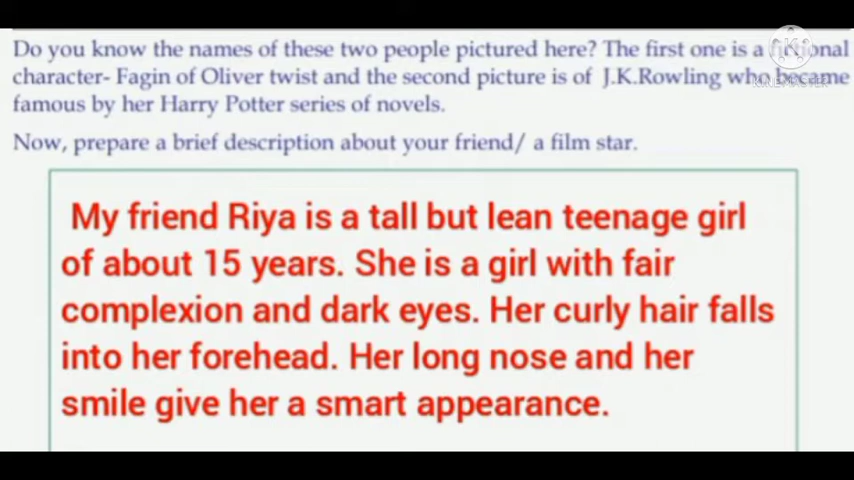 Do you know the names of these two people pictured here? The first one is a fictional
character- Fagin of Oliver twist and the second picture is of J.K.Rowling who became
famous by her Harry Potter series of novels.
Now, prepare a brief description about your friend/ a film star.
My friend Riya is a tall but lean teenage girl
of about 15 years. She is a girl with fair
complexion and dark eyes. Her curly hair falls
into her forehead. Her long nose and her
smile give her a smart appearance.
KINEMASTER